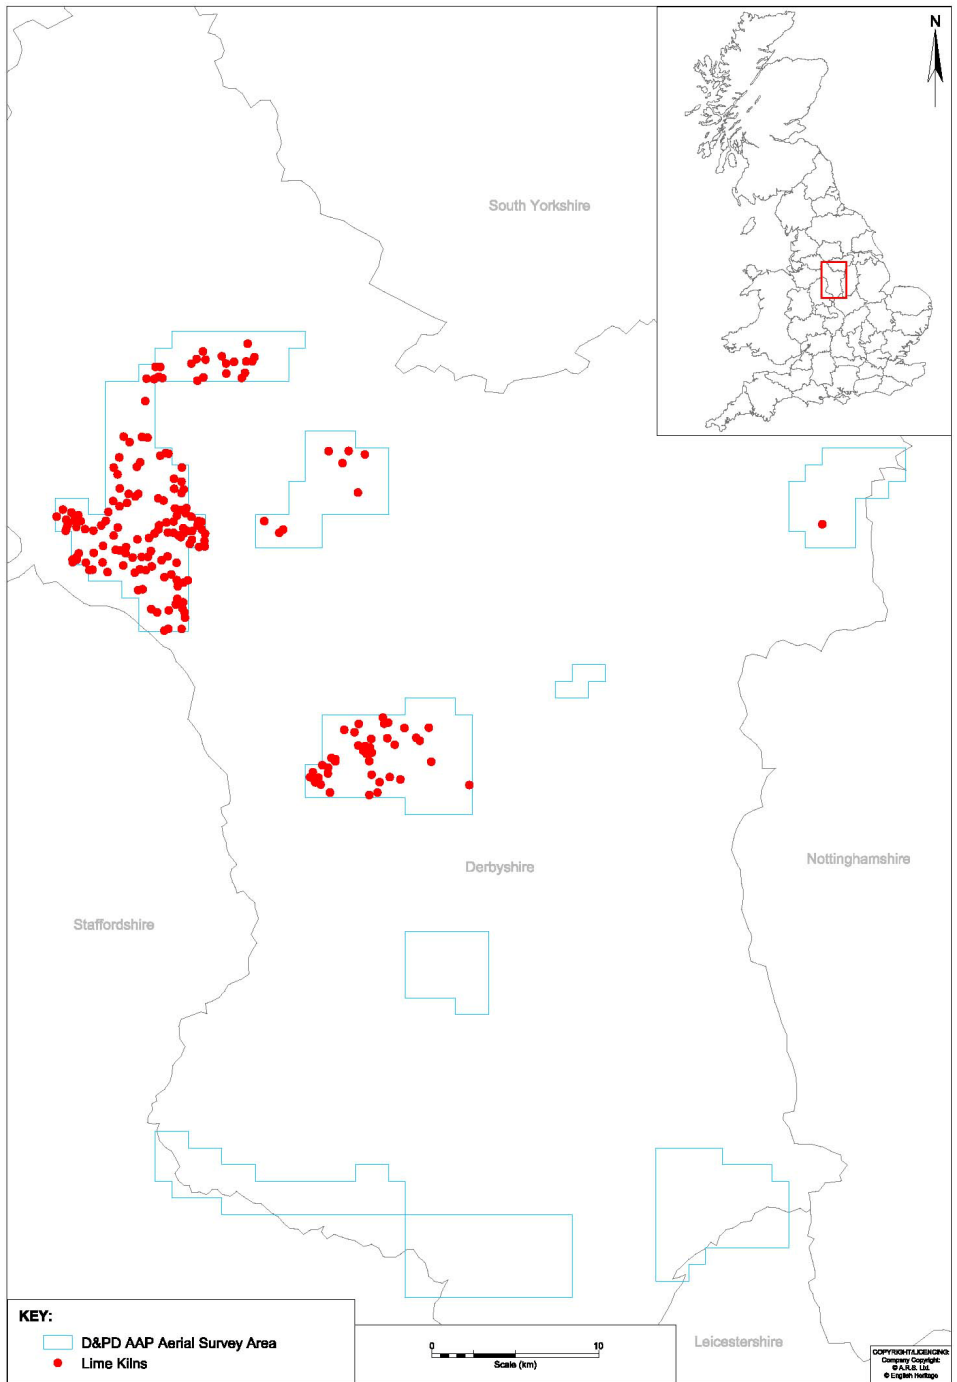 N
South Yorkshire
Nottinghamshire
Derbyshire
Staffordshire
Leicestershire
KEY:
D&PD AAP Aerial Survey Area
Lime Kilns
0 10
Scale (km)
COPYRIGHT/LICENCING:
Company Copyright:
© A.R.S. Ltd.
© English Heritage